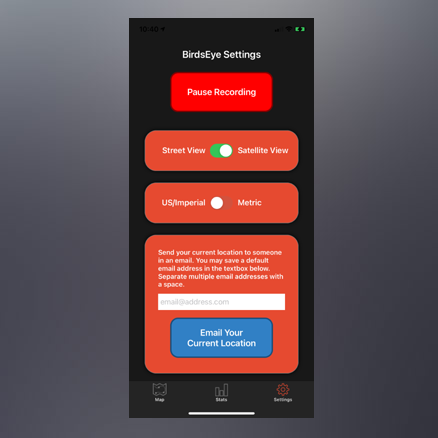 10:40
BirdsEye Settings
Pause Recording
Street View Satellite View
US/Imperial Metric
Send your current location to someone
in an email. You may save a default
email address in the textbox below.
Separate multiple email addresses with
a space.
email@address.com
Email Your
Current Location
Map Stats Settings